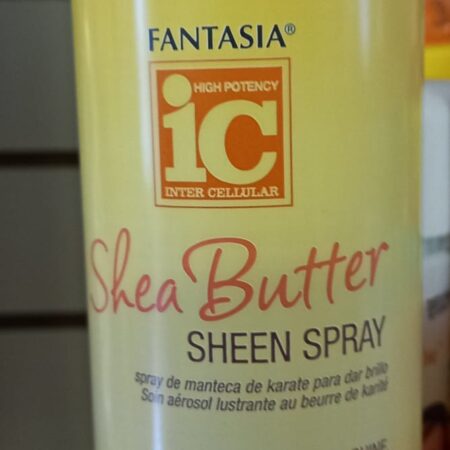 FANTASIA®
HIGH POTENCY
iC
INTER CELLULAR
Shea Butter
SHEEN SPRAY
spray de manteca de karate para dar brillo
Soin aérosol lustrante au beurre de karité